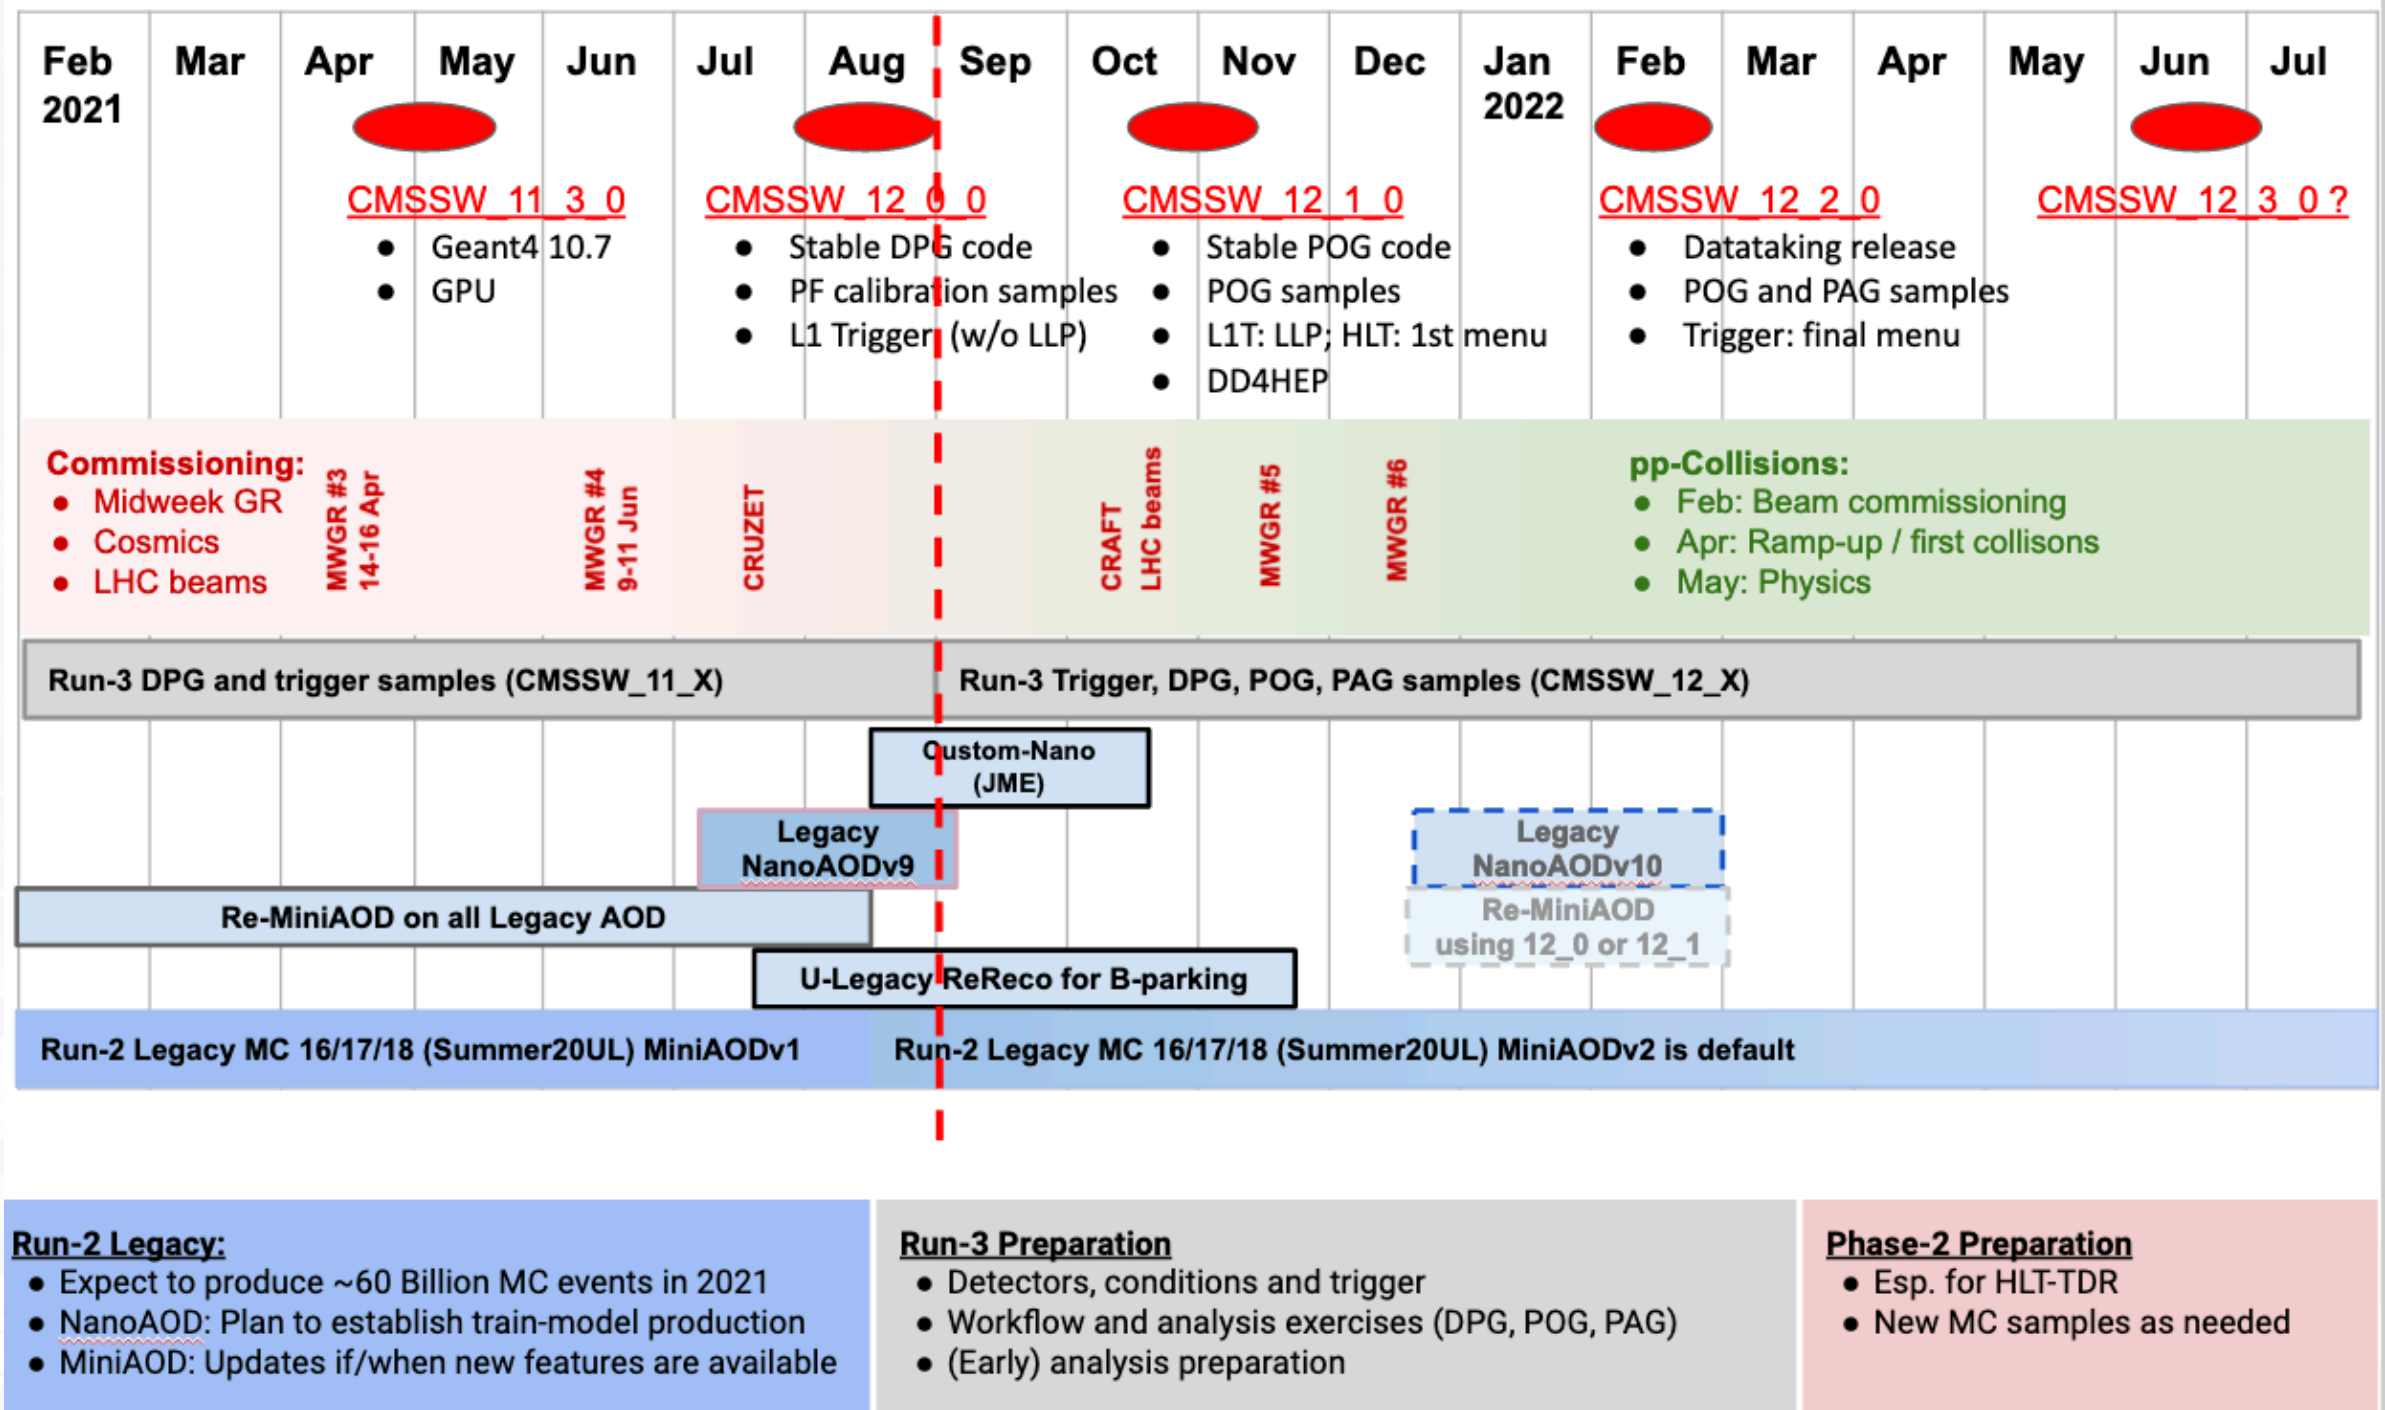 Feb Mar Apr May Jun Jul Aug Sep Oct Nov Dec Jan Feb Mar Apr May Jun Jul
2021 2022
CMSSW_11_3_0
● Geant4 10.7
● GPU
CMSSW_12_0_0
● Stable DPG code
● PF calibration samples
● L1 Trigger (w/o LLP)
CMSSW_12_1_0
● Stable POG code
● POG samples
● L1T: LLP; HLT: 1st menu
● DD4HEP
CMSSW_12_2_0
● Datataking release
● POG and PAG samples
● Trigger: final menu
CMSSW_12_3_0 ?
Commissioning:
● Midweek GR
● Cosmics
● LHC beams
MWGR #3
14-16 Apr
MWGR #4
9-11 Jun
CRUZET
CRAFT
LHC beams
MWGR #5
MWGR #6
pp-Collisions:
● Feb: Beam commissioning
● Apr: Ramp-up / first collisons
● May: Physics
Run-3 DPG and trigger samples (CMSSW_11_X)
Run-3 Trigger, DPG, POG, PAG samples (CMSSW_12_X)
Custom-Nano
(JME)
Legacy
NanoAODv9
Legacy
NanoAODv10
Re-MiniAOD on all Legacy AOD
Re-MiniAOD
using 12_0 or 12_1
U-Legacy ReReco for B-parking
Run-2 Legacy MC 16/17/18 (Summer20UL) MiniAODv1
Run-2 Legacy MC 16/17/18 (Summer20UL) MiniAODv2 is default
Run-2 Legacy:
● Expect to produce ~60 Billion MC events in 2021
● NanoAOD: Plan to establish train-model production
● MiniAOD: Updates if/when new features are available
Run-3 Preparation
● Detectors, conditions and trigger
● Workflow and analysis exercises (DPG, POG, PAG)
● (Early) analysis preparation
Phase-2 Preparation
● Esp. for HLT-TDR
● New MC samples as needed